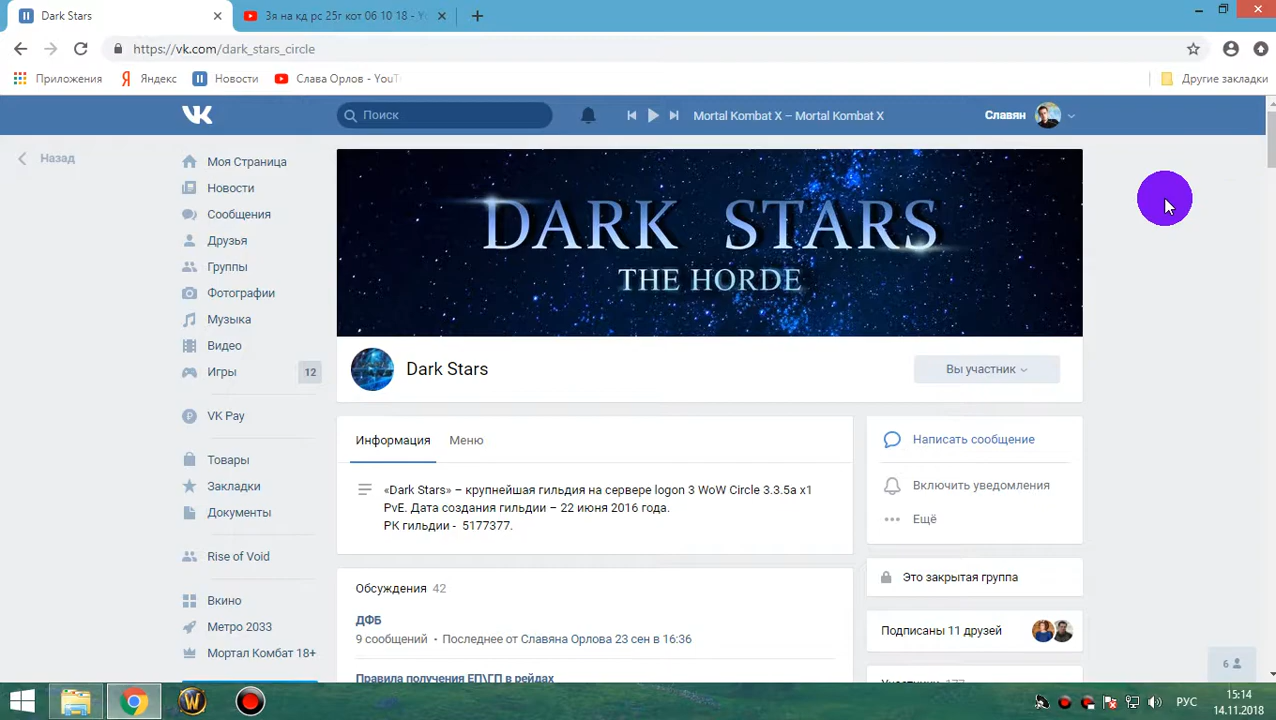 Dark Stars
3я на кд рс 25г кот 06 10 18 - Yo
https://vk.com/dark_stars_circle
Приложения
Яндекс
Новости
Слава Орлов - YouT
Другие закладки
Поиск
Mortal Kombat X – Mortal Kombat X
Славян
Назад
Моя Страница
Новости
Сообщения
Друзья
Группы
Фотографии
Музыка
Видео
Игры
12
VK Pay
Товары
Закладки
Документы
Rise of Void
Вкино
Метро 2033
Мортал Комбат 18+
DARK STARS
THE HORDE
Dark Stars
Вы участник
Информация
Меню
«Dark Stars» – крупнейшая гильдия на сервере logon 3 WoW Circle 3.3.5a x1
PvE. Дата создания гильдии – 22 июня 2016 года.
РК гильдии - 5177377.
Обсуждения 42
ДФБ
9 сообщений • Последнее от Славяна Орлова 23 сен в 16:36
Правила получения ЕП\ГП в рейдах
Написать сообщение
Включить уведомления
Ещё
Это закрытая группа
Подписаны 11 друзей
Участники 177
6
РУС
15:14
14.11.2018